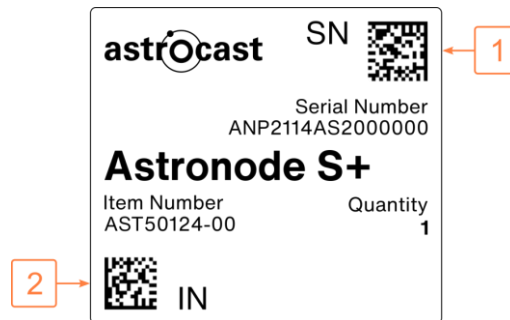 astrocast
SN
1
Serial Number
ANP2114AS2000000
Astronode S+
Item Number
AST50124-00
Quantity
1
2
IN